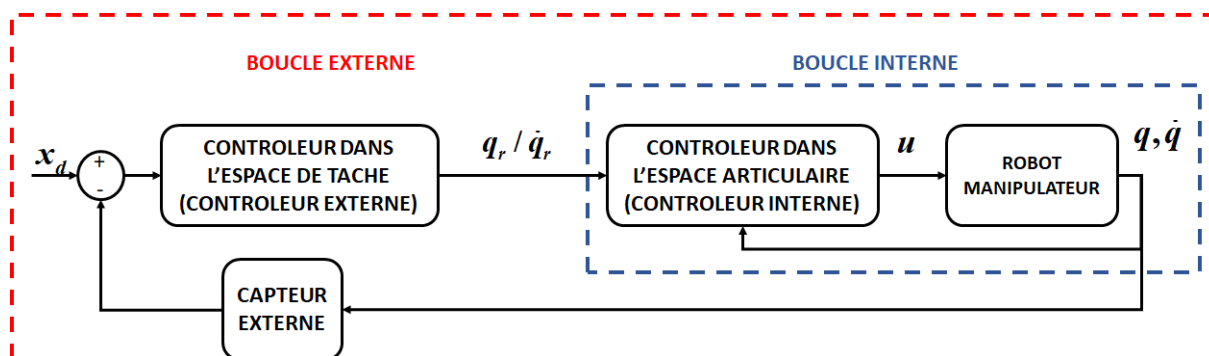 BOUCLE EXTERNE
BOUCLE INTERNE
x_d
+
-
CONTROLEUR DANS
L'ESPACE DE TACHE
(CONTROLEUR EXTERNE)
q_r / q̇_r
CONTROLEUR DANS
L'ESPACE ARTICULAIRE
(CONTROLEUR INTERNE)
u
ROBOT
MANIPULATEUR
q, q̇
CAPTEUR
EXTERNE